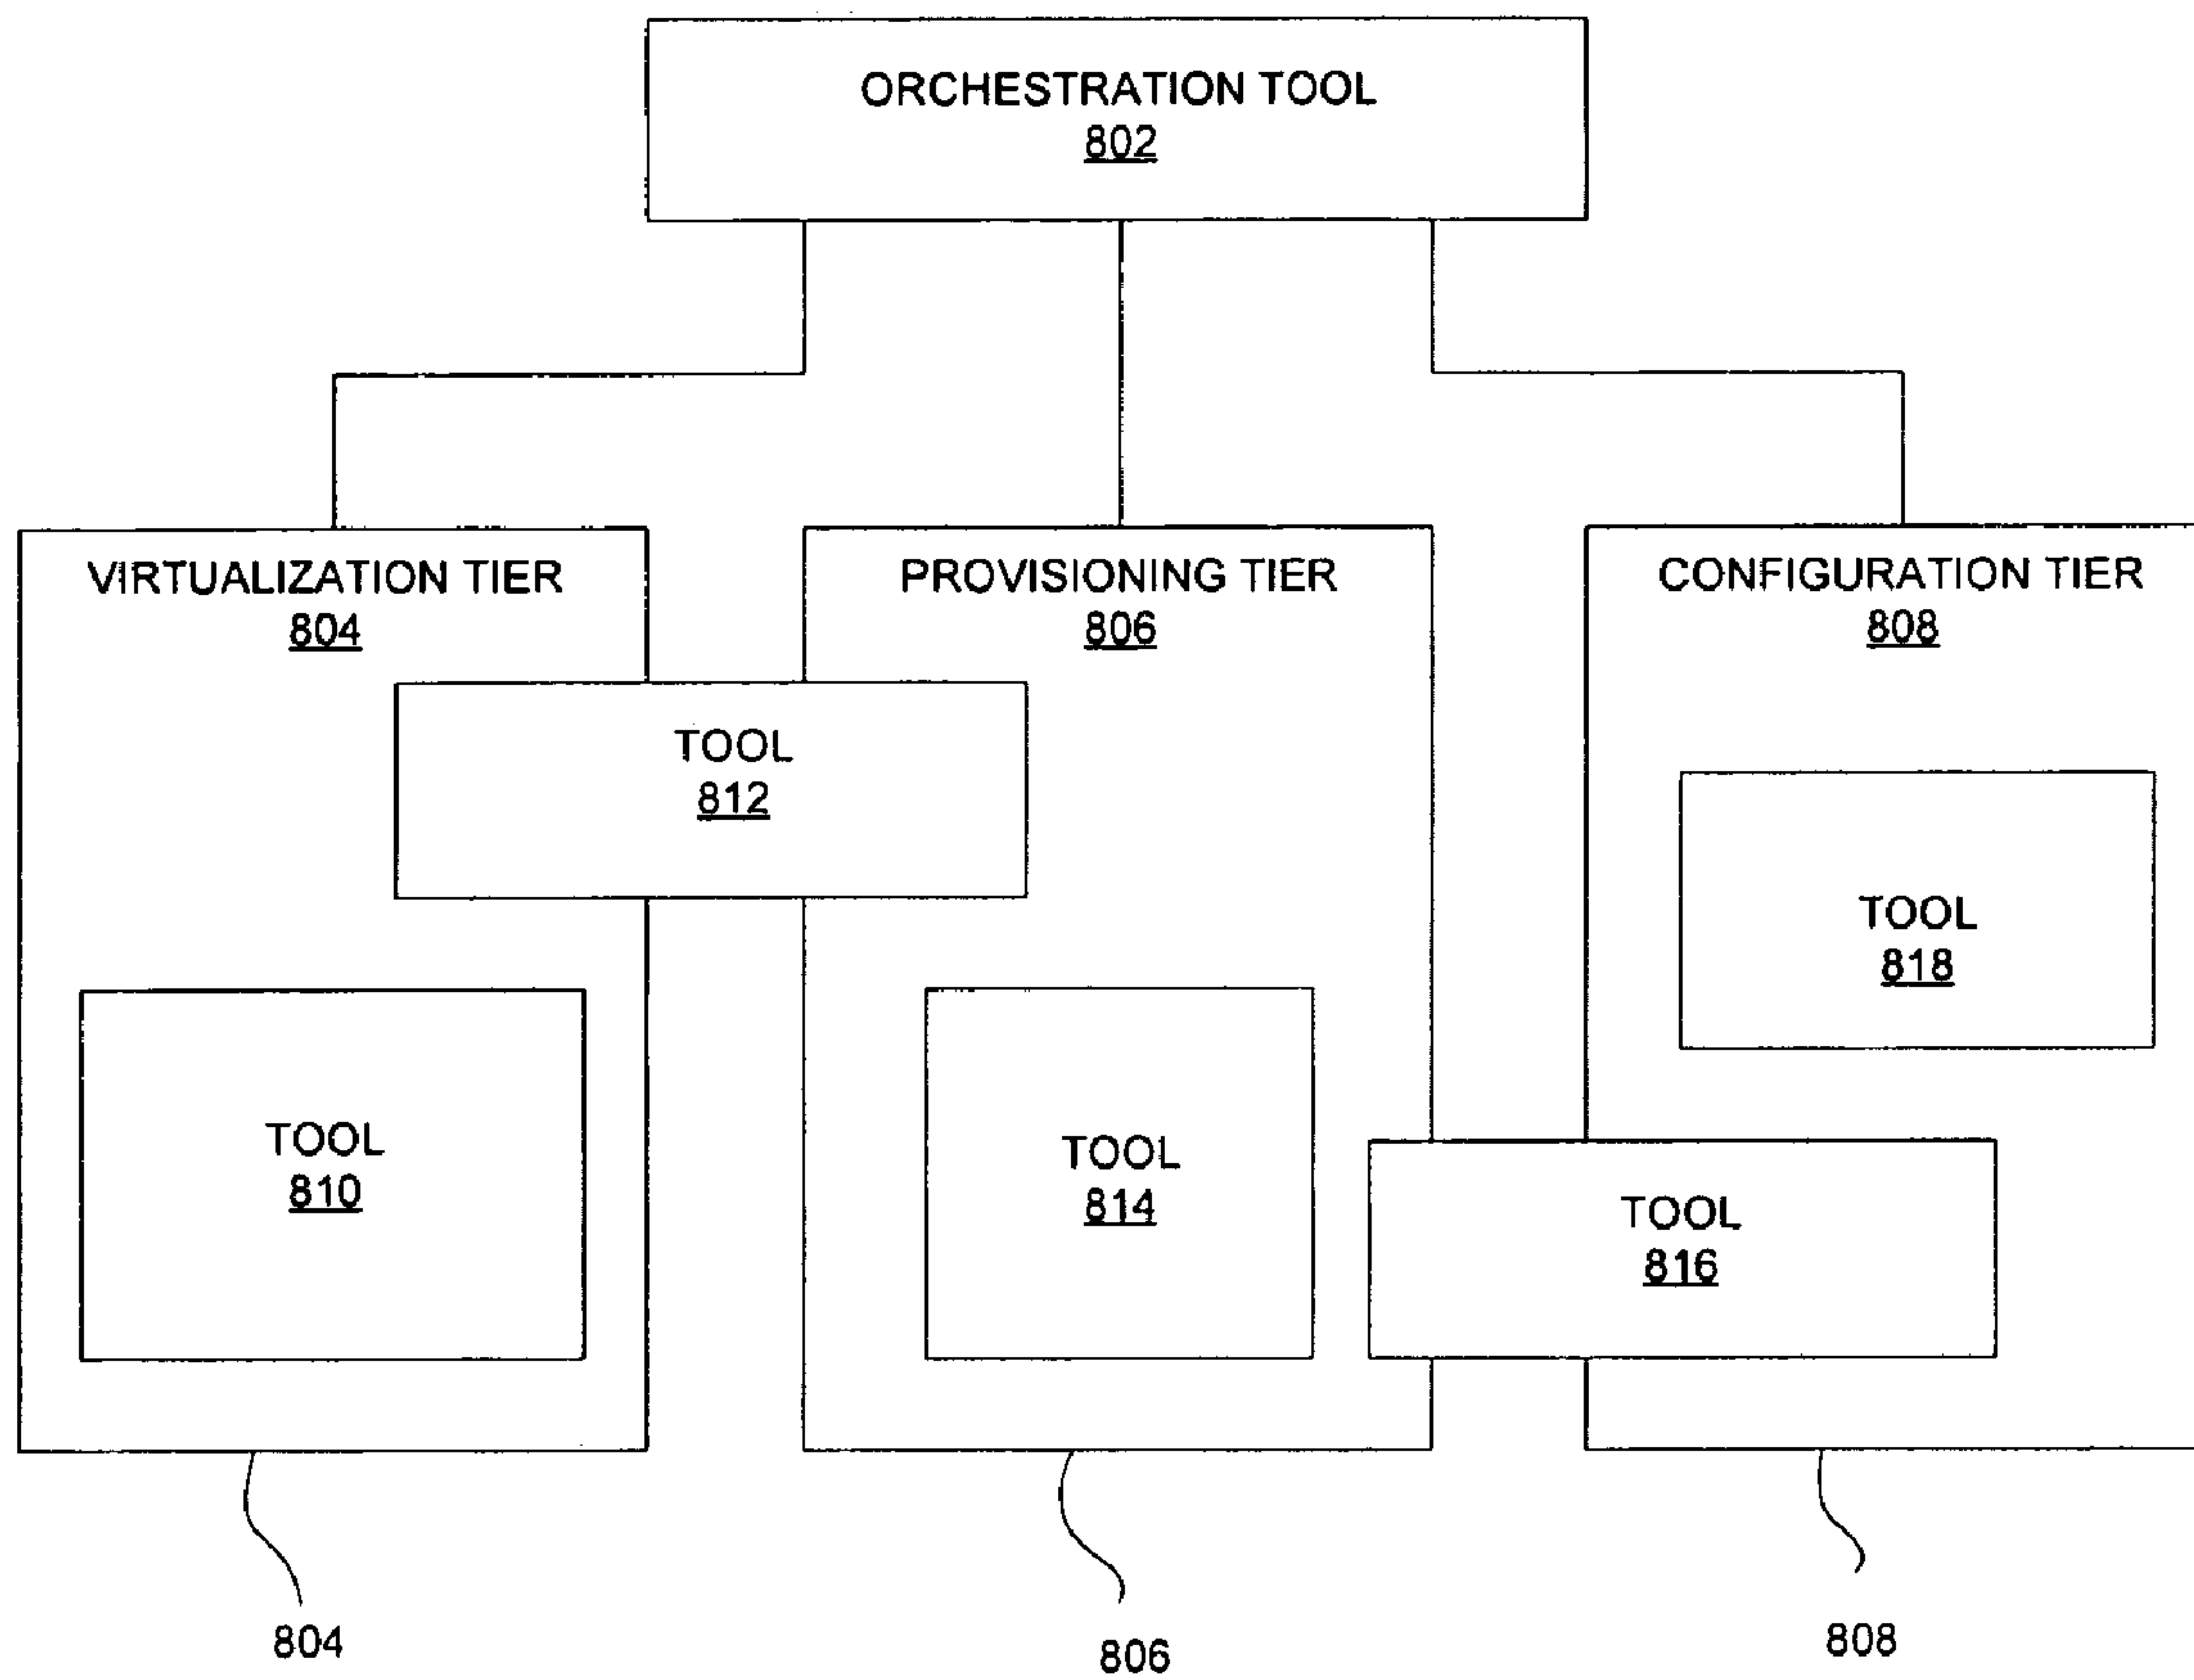 ORCHESTRATION TOOL
802
VIRTUALIZATION TIER
804
PROVISIONING TIER
806
CONFIGURATION TIER
808
TOOL
812
TOOL
818
TOOL
810
TOOL
814
TOOL
816
804
806
808